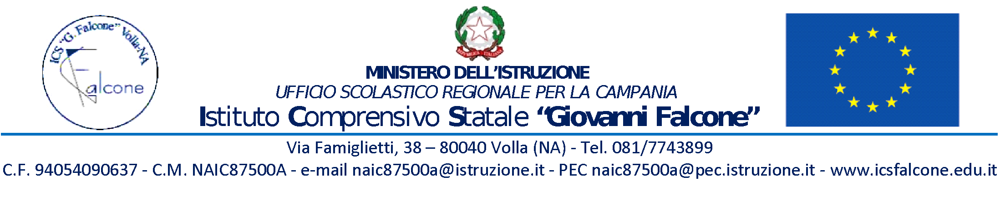 ICS "G. Falcone" Volla-NA
Falcone
REPVBBLICA ITALIANA
MINISTERO DELL'ISTRUZIONE
UFFICIO SCOLASTICO REGIONALE PER LA CAMPANIA
Istituto Comprensivo Statale “Giovanni Falcone”
Via Famiglietti, 38 – 80040 Volla (NA) - Tel. 081/7743899
C.F. 94054090637 - C.M. NAIC87500A - e-mail naic87500a@istruzione.it - PEC naic87500a@pec.istruzione.it - www.icsfalcone.edu.it